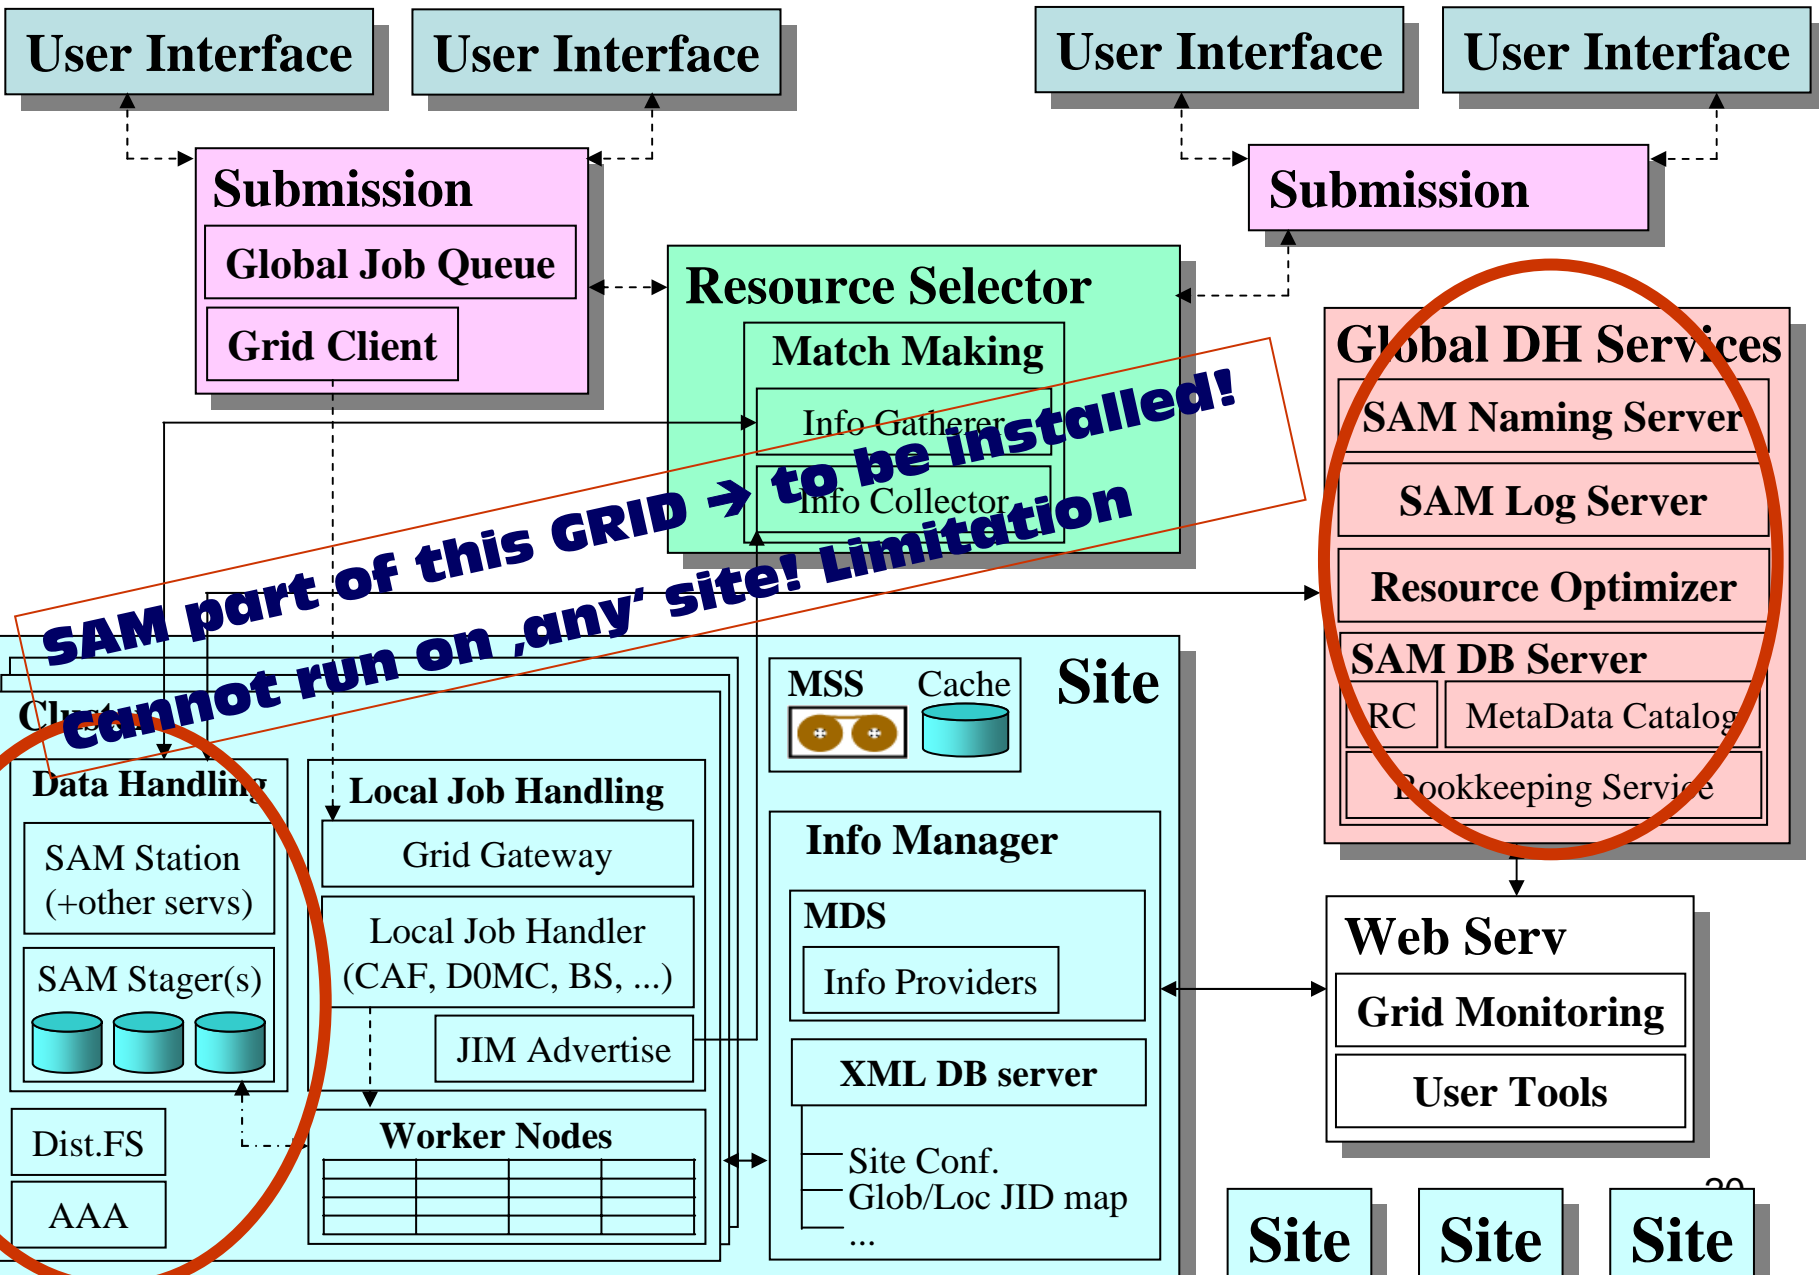 User Interface
User Interface
User Interface
User Interface
Submission
Global Job Queue
Grid Client
Submission
Resource Selector
Match Making
Info Gatherer
Info Collector
Global DH Services
SAM Naming Server
SAM Log Server
Resource Optimizer
SAM DB Server
RC
MetaData Catalog
Bookkeeping Service
SAM part of this GRID → to be installed!
cannot run on ‚any‘ site! Limitation
Site
Cluster
Data Handling
SAM Station
(+other servs)
SAM Stager(s)
Dist.FS
AAA
Local Job Handling
Grid Gateway
Local Job Handler
(CAF, D0MC, BS, ...)
JIM Advertise
Worker Nodes
MSS
Cache
Info Manager
MDS
Info Providers
XML DB server
Site Conf.
Glob/Loc JID map
...
Web Serv
Grid Monitoring
User Tools
Site
Site
Site